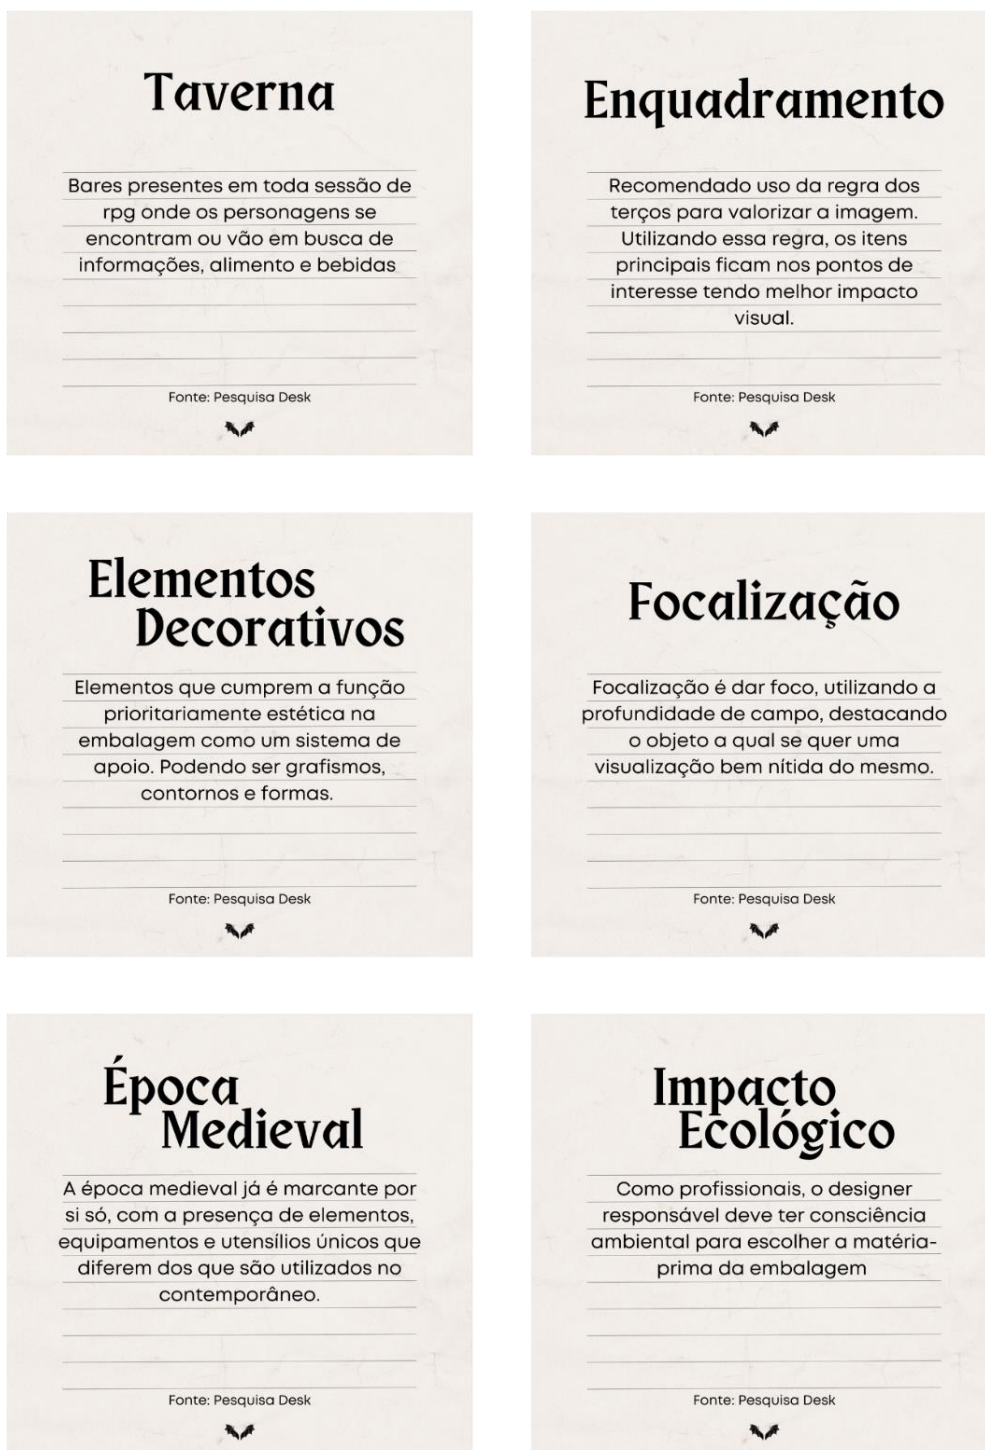 Taverna
Bares presentes em toda sessão de
rpg onde os personagens se
encontram ou vão em busca de
informações, alimento e bebidas
Fonte: Pesquisa Desk
Enquadramento
Recomendado uso da regra dos
terços para valorizar a imagem.
Utilizando essa regra, os itens
principais ficam nos pontos de
interesse tendo melhor impacto
visual.
Fonte: Pesquisa Desk
Elementos
Decorativos
Elementos que cumprem a função
prioritariamente estética na
embalagem como um sistema de
apoio. Podendo ser grafismos,
contornos e formas.
Fonte: Pesquisa Desk
Focalização
Focalização é dar foco, utilizando a
profundidade de campo, destacando
o objeto a qual se quer uma
visualização bem nítida do mesmo.
Fonte: Pesquisa Desk
Época
Medieval
A época medieval já é marcante por
si só, com a presença de elementos,
equipamentos e utensílios únicos que
diferem dos que são utilizados no
contemporâneo.
Fonte: Pesquisa Desk
Impacto
Ecológico
Como profissionais, o designer
responsável deve ter consciência
ambiental para escolher a matéria-
prima da embalagem
Fonte: Pesquisa Desk